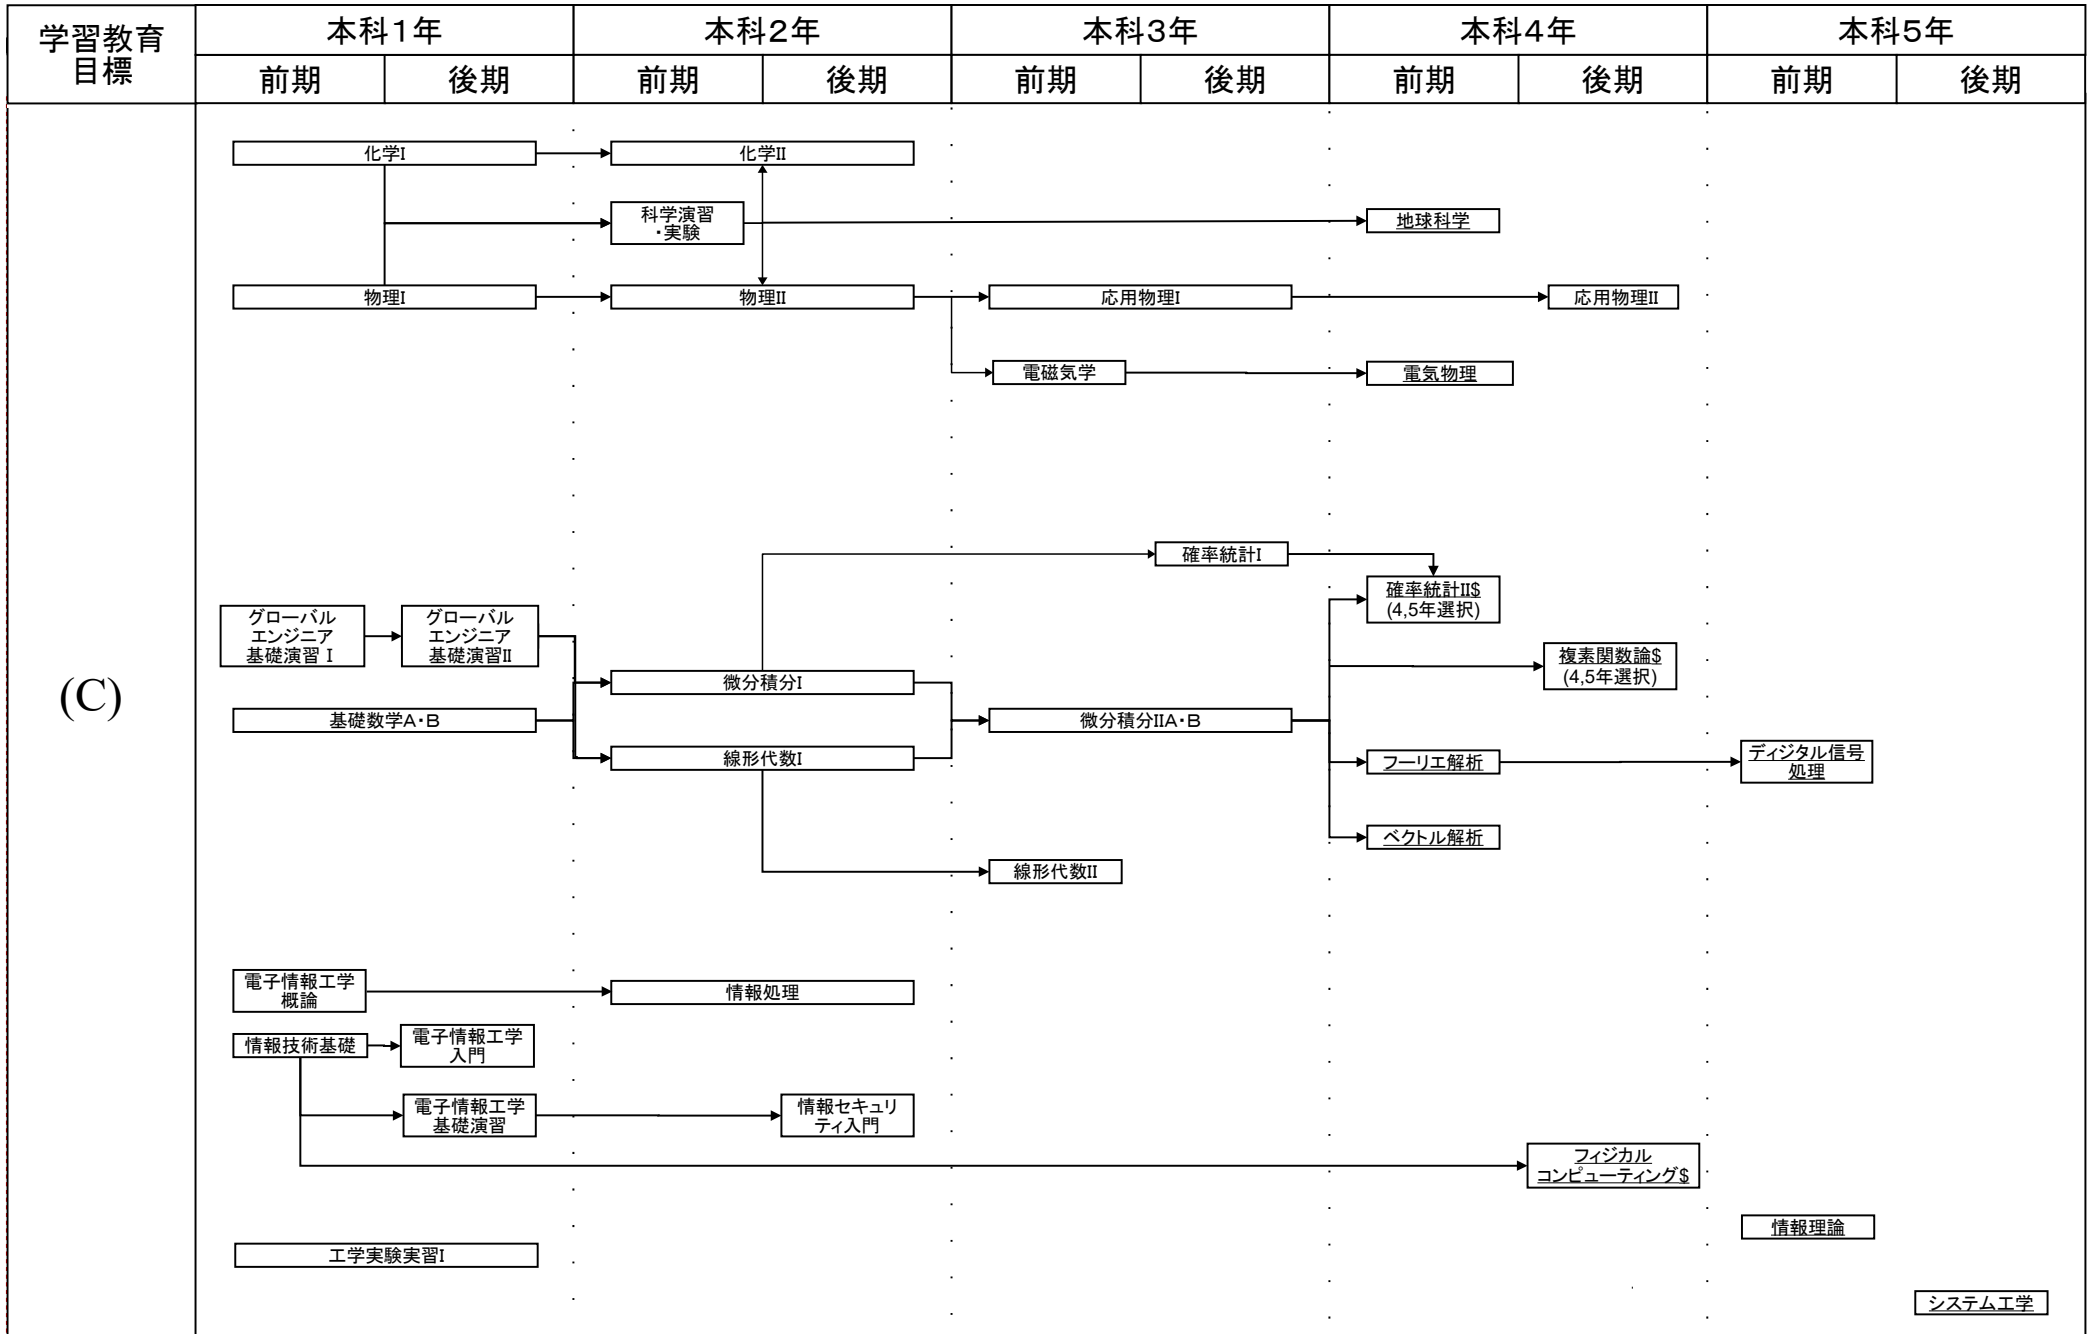 学習教育
目標
本科1年
本科2年
本科3年
本科4年
本科5年
前期
後期
前期
後期
前期
後期
前期
後期
前期
後期
(C)
化学I
化学II
科学演習
・実験
地球科学
物理I
物理II
応用物理I
応用物理II
電磁気学
電気物理
確率統計I
確率統計II$
(4,5年選択)
グローバル
エンジニア
基礎演習 I
グローバル
エンジニア
基礎演習II
複素関数論$
(4,5年選択)
微分積分I
基礎数学A・B
微分積分IIA・B
線形代数I
フーリエ解析
ディジタル信号
処理
ベクトル解析
線形代数II
電子情報工学
概論
情報処理
情報技術基礎
電子情報工学
入門
電子情報工学
基礎演習
情報セキュリ
ティ入門
フィジカル
コンピューティング$
情報理論
工学実験実習I
システム工学